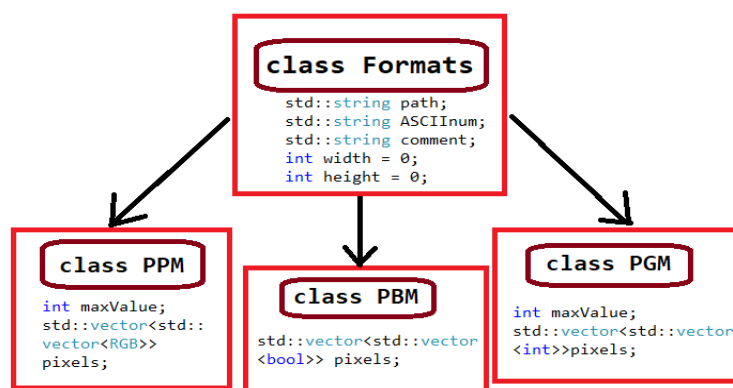 class Formats
std::string path;
std::string ASCIInum;
std::string comment;
int width = 0;
int height = 0;
class PPM
int maxValue;
std::vector<std::
vector<RGB>>
pixels;
class PBM
std::vector<std::vector
<bool>> pixels;
class PGM
int maxValue;
std::vector<std::vector
<int>>pixels;